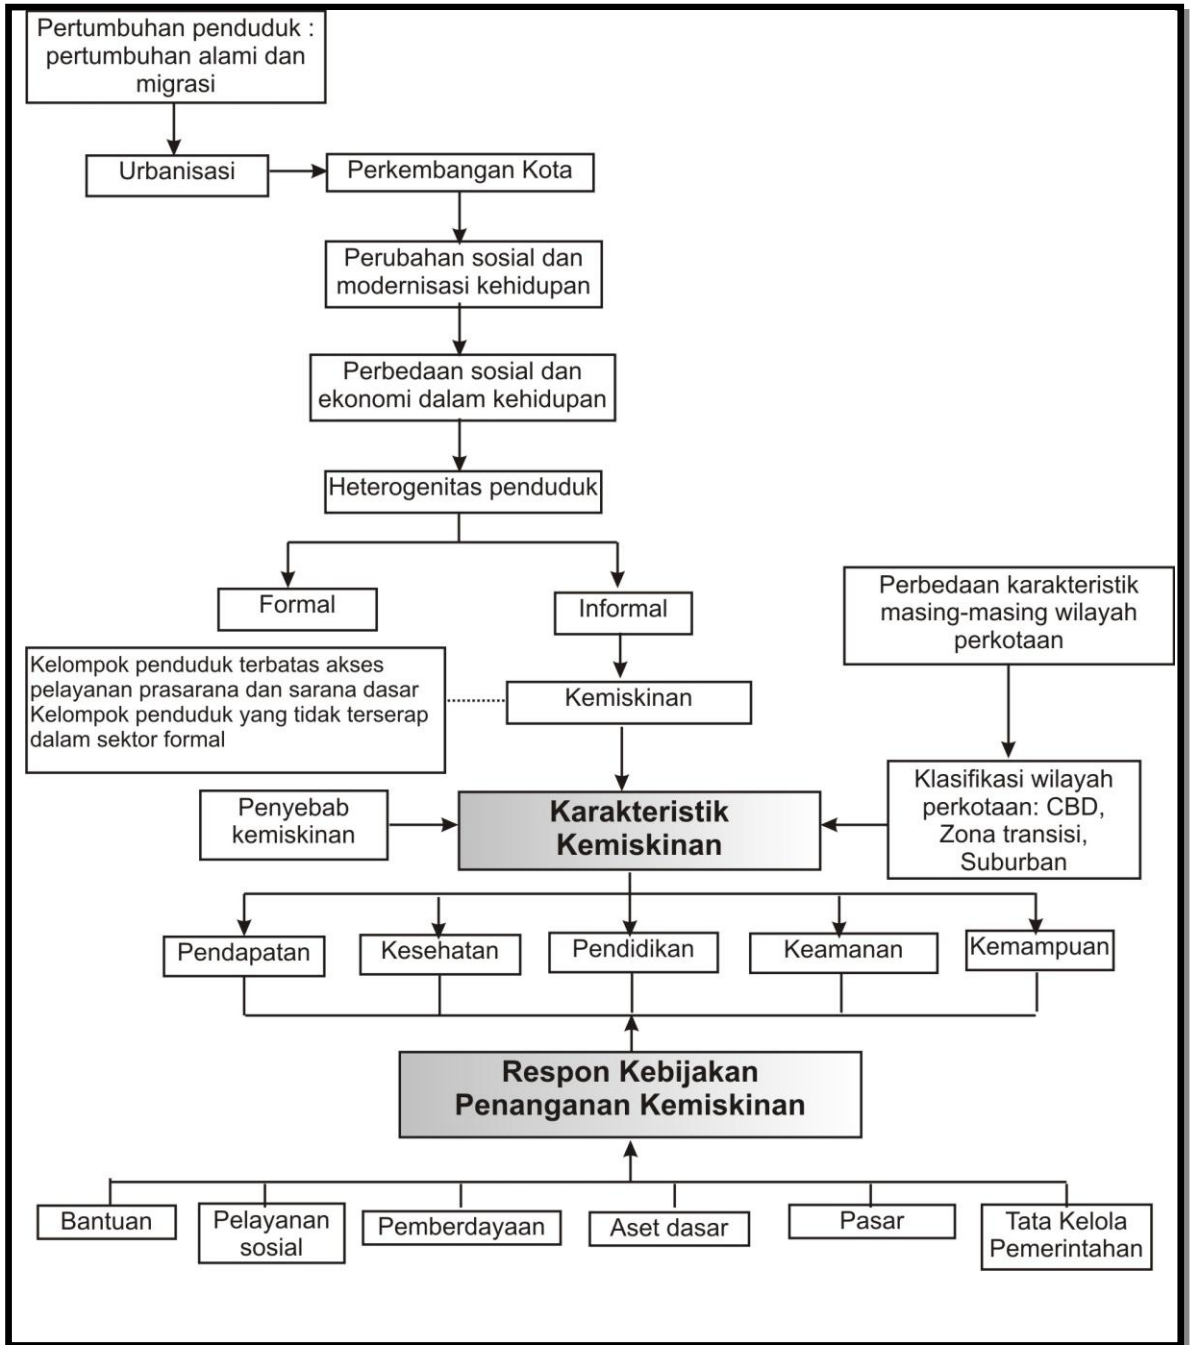 Pertumbuhan penduduk :
pertumbuhan alami dan
migrasi
Urbanisasi
Perkembangan Kota
Perubahan sosial dan
modernisasi kehidupan
Perbedaan sosial dan
ekonomi dalam kehidupan
Heterogenitas penduduk
Formal
Informal
Perbedaan karakteristik
masing-masing wilayah
perkotaan
Kelompok penduduk terbatas akses
pelayanan prasarana dan sarana dasar
Kelompok penduduk yang tidak terserap
dalam sektor formal
Kemiskinan
Penyebab
kemiskinan
Karakteristik
Kemiskinan
Klasifikasi wilayah
perkotaan: CBD,
Zona transisi,
Suburban
Pendapatan
Kesehatan
Pendidikan
Keamanan
Kemampuan
Respon Kebijakan
Penanganan Kemiskinan
Bantuan
Pelayanan
sosial
Pemberdayaan
Aset dasar
Pasar
Tata Kelola
Pemerintahan